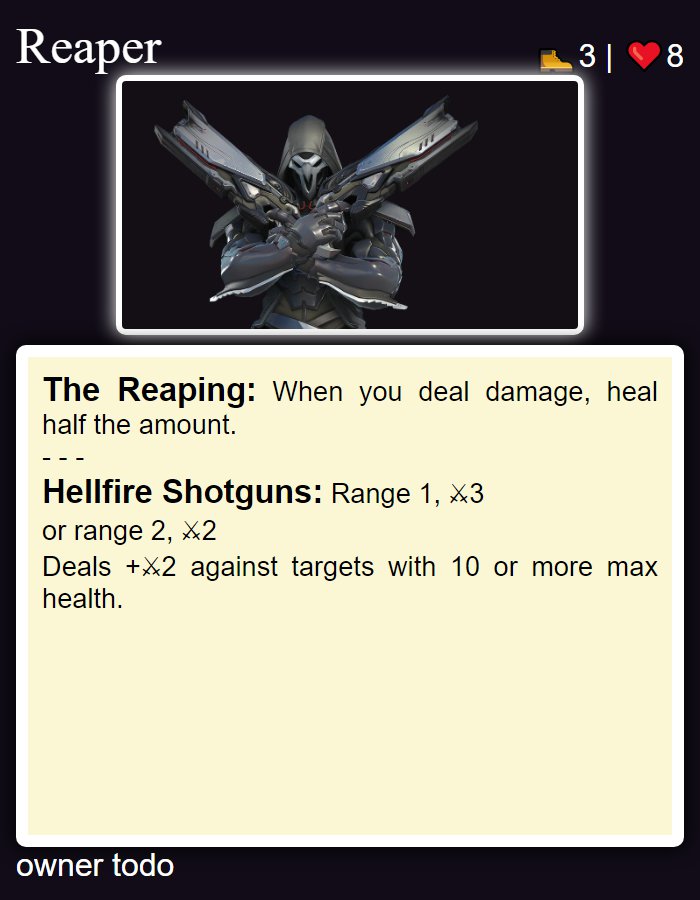 Reaper
🥾3 | ❤️8
The Reaping: When you deal damage, heal
half the amount.
- - -
Hellfire Shotguns: Range 1, ⚔3
or range 2, ⚔2
Deals +⚔2 against targets with 10 or more max
health.
owner todo